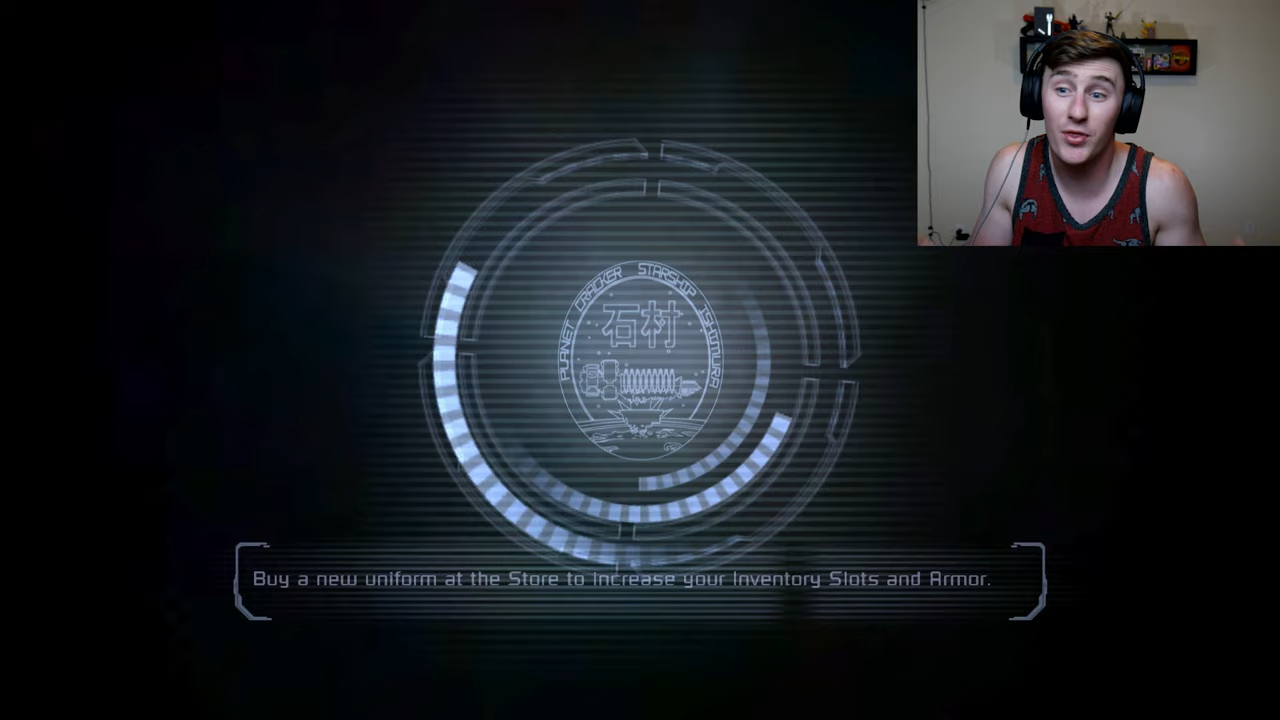 PLANET CRACKER STARSHIP ISHIMURA
石村
Buy a new uniform at the Store to increase your Inventory Slots and Armor.